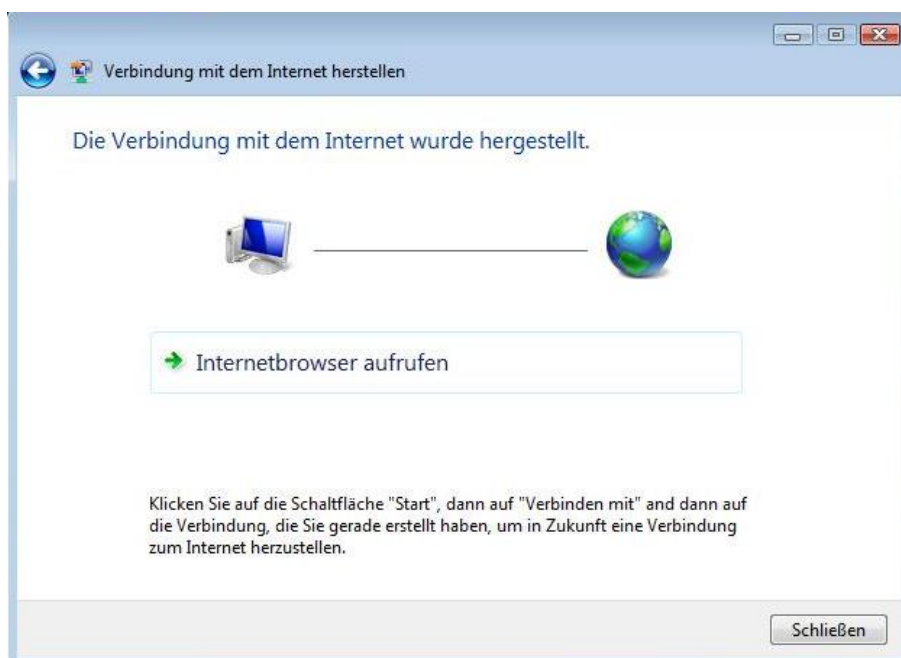 Verbindung mit dem Internet herstellen
Die Verbindung mit dem Internet wurde hergestellt.
Internetbrowser aufrufen
Klicken Sie auf die Schaltfläche "Start", dann auf "Verbinden mit" and dann auf
die Verbindung, die Sie gerade erstellt haben, um in Zukunft eine Verbindung
zum Internet herzustellen.
Schließen